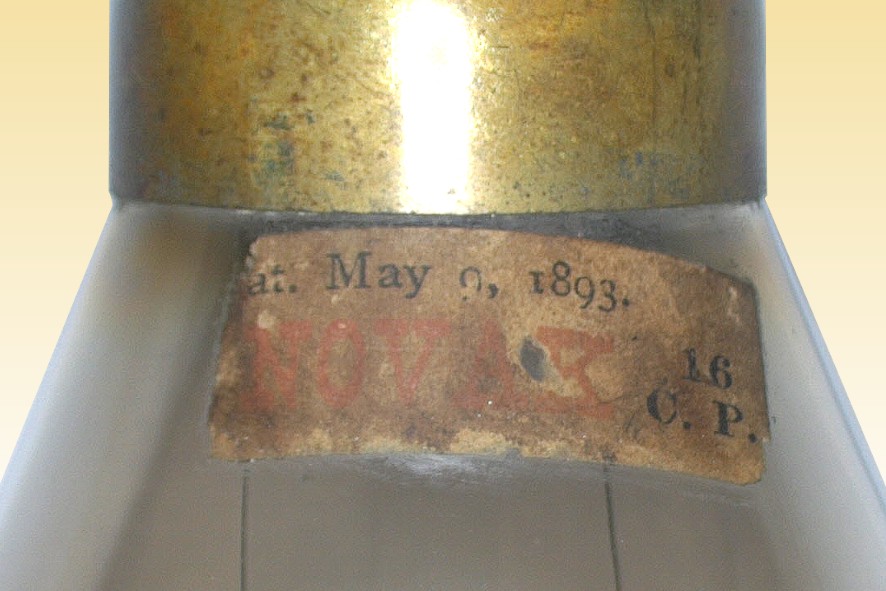 at. May 9, 1893.
NOVAK
16
C. P.